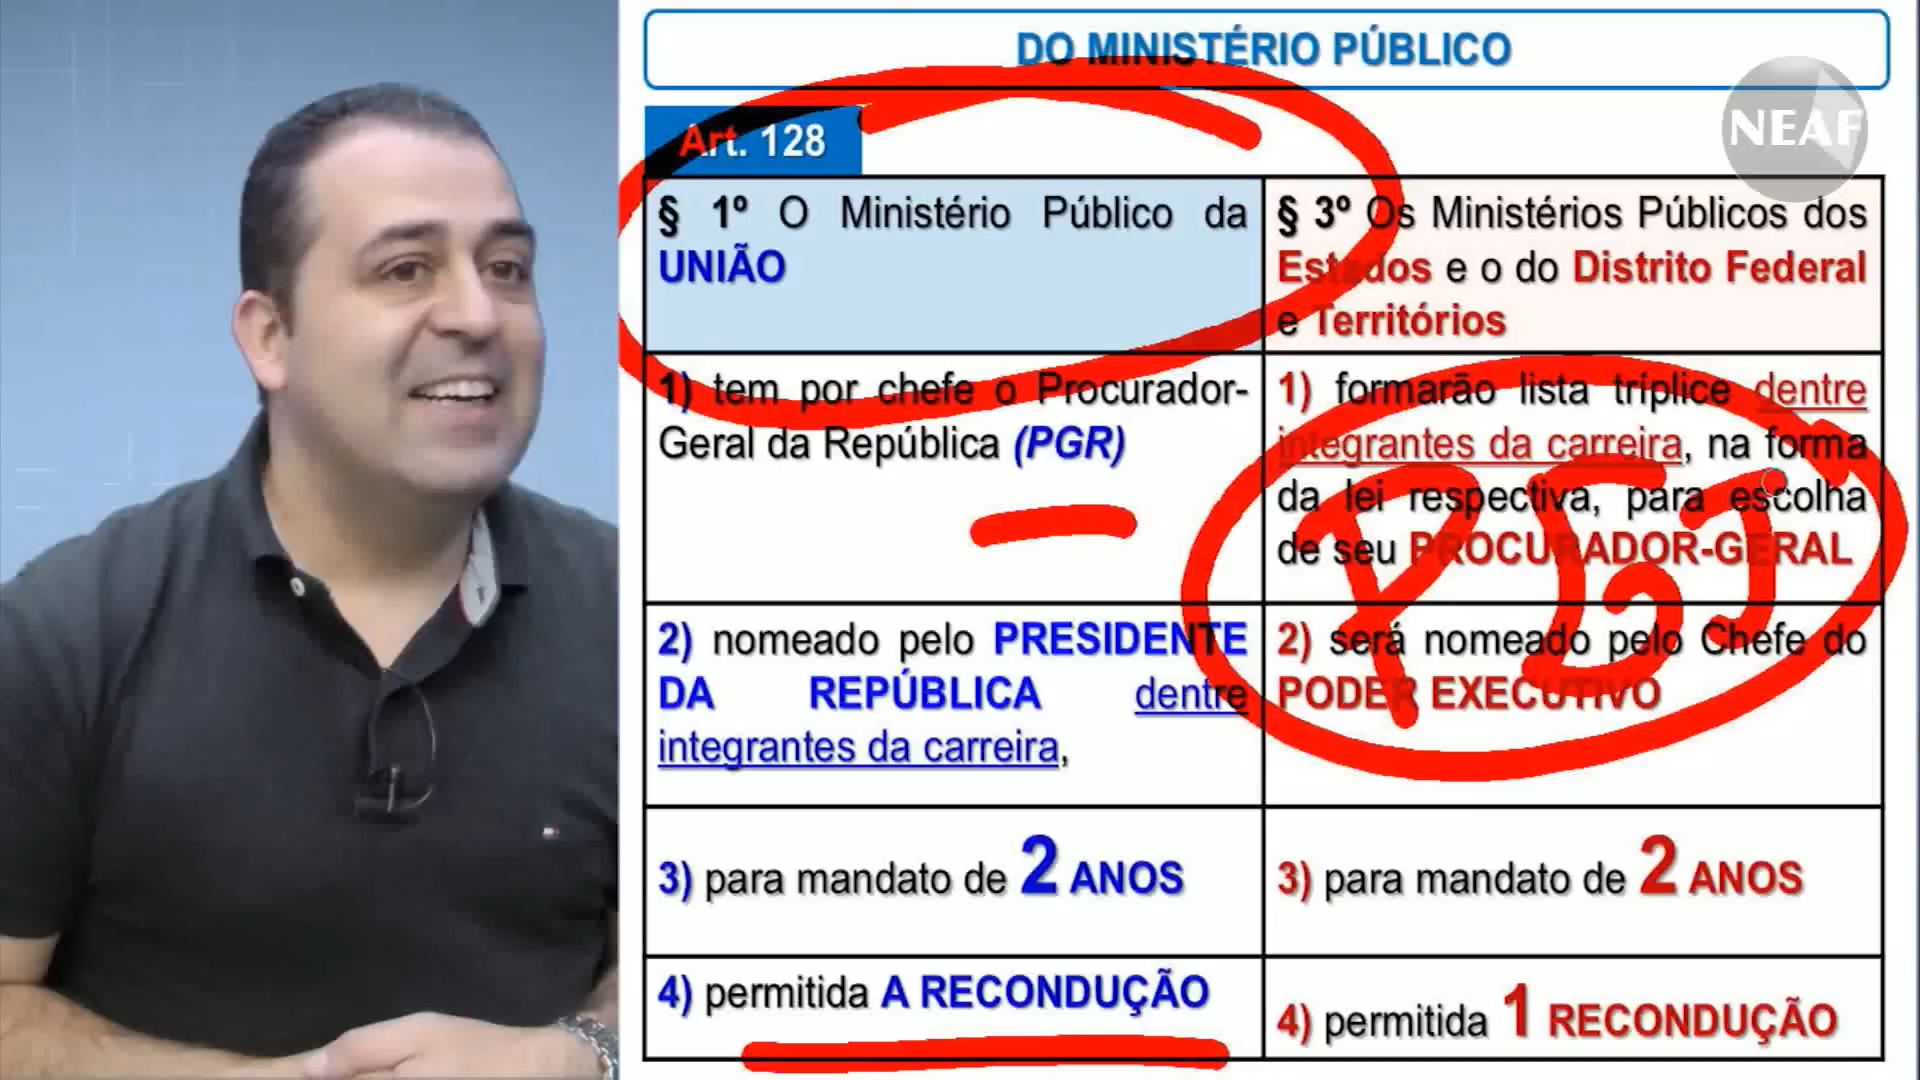 DO MINISTÉRIO PÚBLICO
NEAF
Art. 128
§ 1º O Ministério Público da
UNIÃO
§ 3º Os Ministérios Públicos dos
Estados e o do Distrito Federal
e Territórios
1) tem por chefe o Procurador-
Geral da República (PGR)
1) formarão lista tríplice dentre
integrantes da carreira, na forma
da lei respectiva, para escolha
de seu PROCURADOR-GERAL
PGJ
2) nomeado pelo PRESIDENTE
DA REPÚBLICA dentre
integrantes da carreira,
2) será nomeado pelo Chefe do
PODER EXECUTIVO
3) para mandato de 2 ANOS
3) para mandato de 2 ANOS
4) permitida A RECONDUÇÃO
4) permitida 1 RECONDUÇÃO